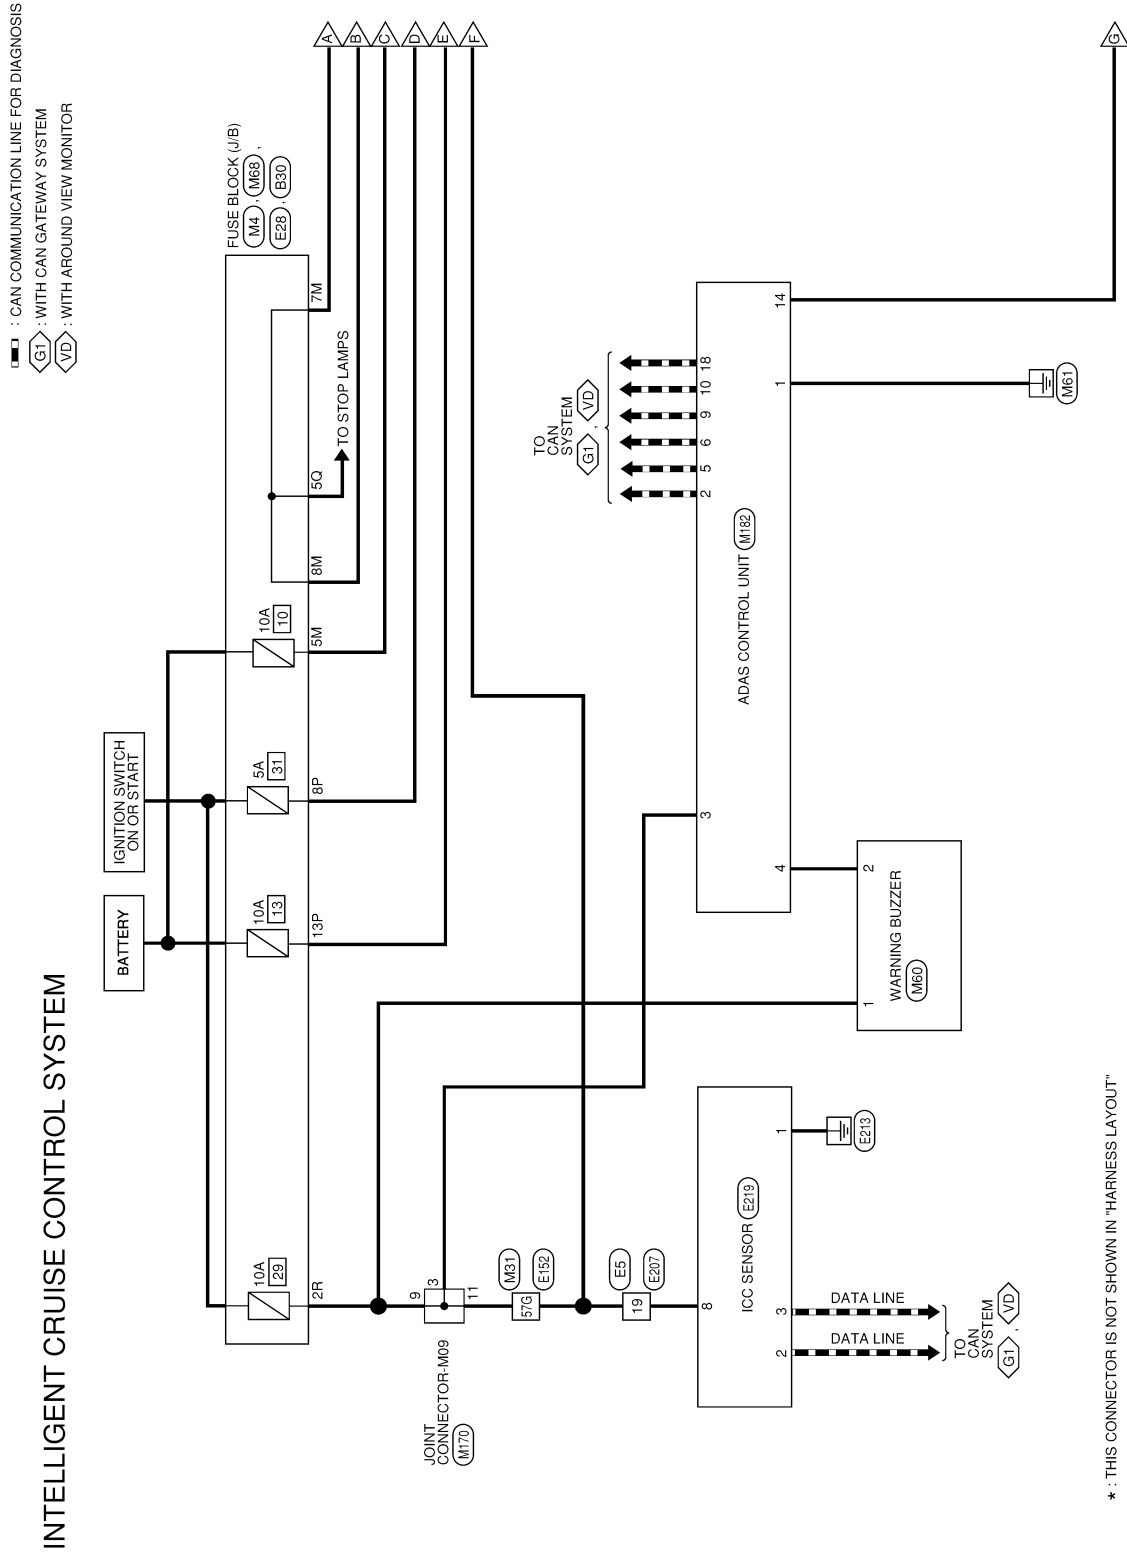 INTELLIGENT CRUISE CONTROL SYSTEM
: CAN COMMUNICATION LINE FOR DIAGNOSIS
G1 : WITH CAN GATEWAY SYSTEM
VD : WITH AROUND VIEW MONITOR
BATTERY
IGNITION SWITCH
ON OR START
FUSE BLOCK (J/B)
M4 , M68 ,
E28 , B30
10A
29
10A
13
5A
31
10A
10
2R
13P
8P
5M
8M
5Q
7M
TO STOP LAMPS
A
B
C
D
E
F
G
JOINT
CONNECTOR-M09
M170
9
3
11
M31
57G
E152
E5
19
E207
8
ICC SENSOR E219
2
3
1
DATA LINE
DATA LINE
TO
CAN
SYSTEM
G1 , VD
E213
WARNING BUZZER
M60
1
2
3
4
ADAS CONTROL UNIT M182
2
5
6
9
10
18
1
14
TO
CAN
SYSTEM
G1 , VD
M61
* : THIS CONNECTOR IS NOT SHOWN IN "HARNESS LAYOUT"